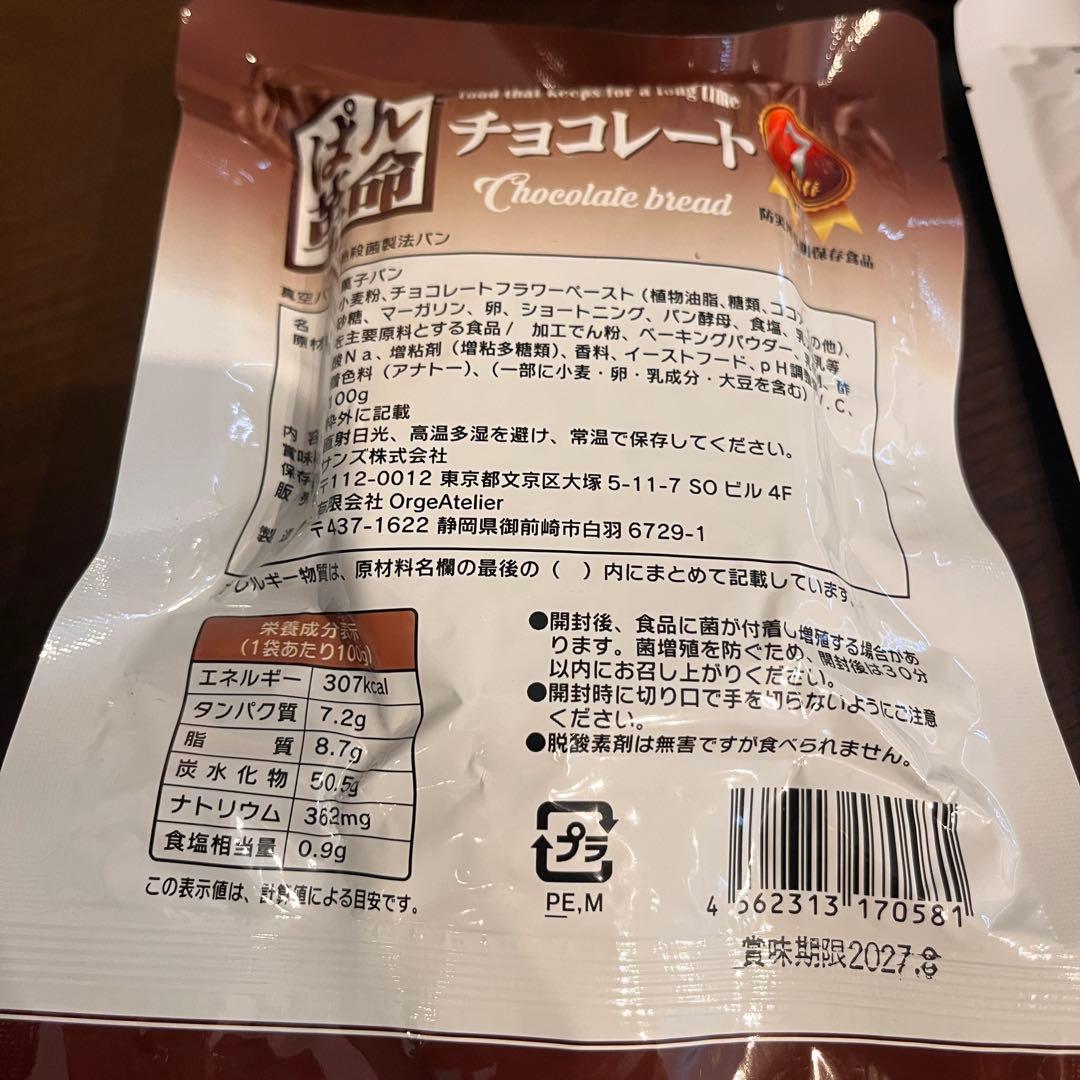 Food that keeps for a long time
ぱん
命
チョコレート
Chocolate bread
防災
保存食品
殺菌製法パン
真空パ
名
菓子パン
原材
小麦粉、チョコレートフラワーペースト（植物油脂、糖類、ココア、その他）、
砂糖、マーガリン、卵、ショートニング、パン酵母、食塩、乳等
を主要原料とする食品/ 加工でん粉、ベーキングパウダー、
酸Na、増粘剤（増粘多糖類）、香料、イーストフード、pH調整剤、酢
着色料（アナトー）、（一部に小麦・卵・乳成分・大豆を含む）V.C、
内容
100g
賞味
枠外に記載
保存
直射日光、高温多湿を避け、常温で保存してください。
販
サンズ株式会社
〒112-0012 東京都文京区大塚 5-11-7 SO ビル 4F
製造
有限会社 OrgeAtelier
〒437-1622 静岡県御前崎市白羽 6729-1
アレルギー物質は、原材料名欄の最後の（ ）内にまとめて記載しています。
栄養成分表示
（1袋あたり100g）
エネルギー 307kcal
タンパク質 7.2g
脂質 8.7g
炭水化物 50.5g
ナトリウム 362mg
食塩相当量 0.9g
この表示値は、計算値による目安です。
●開封後、食品に菌が付着し増殖する場合があ
ります。菌増殖を防ぐため、開封後は30分
以内にお召し上がりください。
●開封時に切り口で手を切らないようにご注意
ください。
●脱酸素剤は無害ですが食べられません。
プラ
PE,M
4 562313 170581
賞味期限2027.8